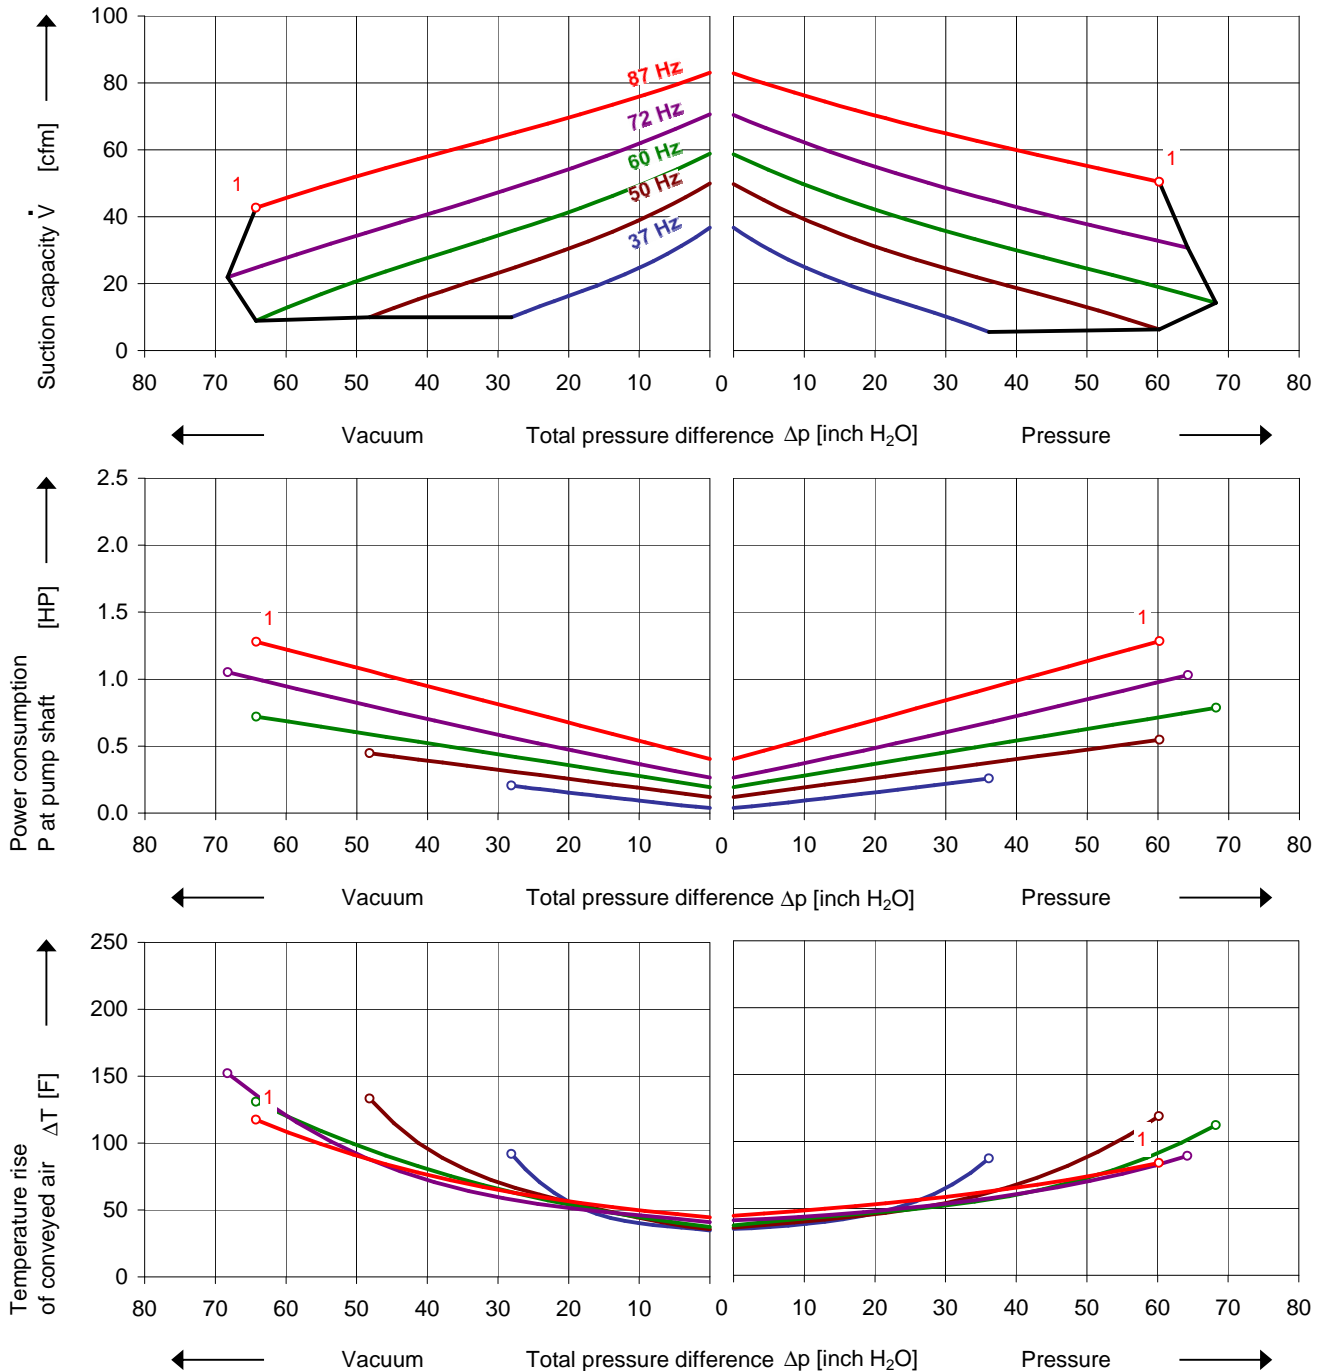 Suction capacity V̇ [cfm]
100
80
60
40
20
0
87 Hz
72 Hz
60 Hz
50 Hz
37 Hz
1
1
80 70 60 50 40 30 20 10 0 10 20 30 40 50 60 70 80
Vacuum Total pressure difference Δp [inch H₂O] Pressure
Power consumption
P at pump shaft [HP]
2.5
2.0
1.5
1.0
0.5
0.0
1
1
80 70 60 50 40 30 20 10 0 10 20 30 40 50 60 70 80
Vacuum Total pressure difference Δp [inch H₂O] Pressure
Temperature rise
of conveyed air ΔT [F]
250
200
150
100
50
0
1
1
80 70 60 50 40 30 20 10 0 10 20 30 40 50 60 70 80
Vacuum Total pressure difference Δp [inch H₂O] Pressure